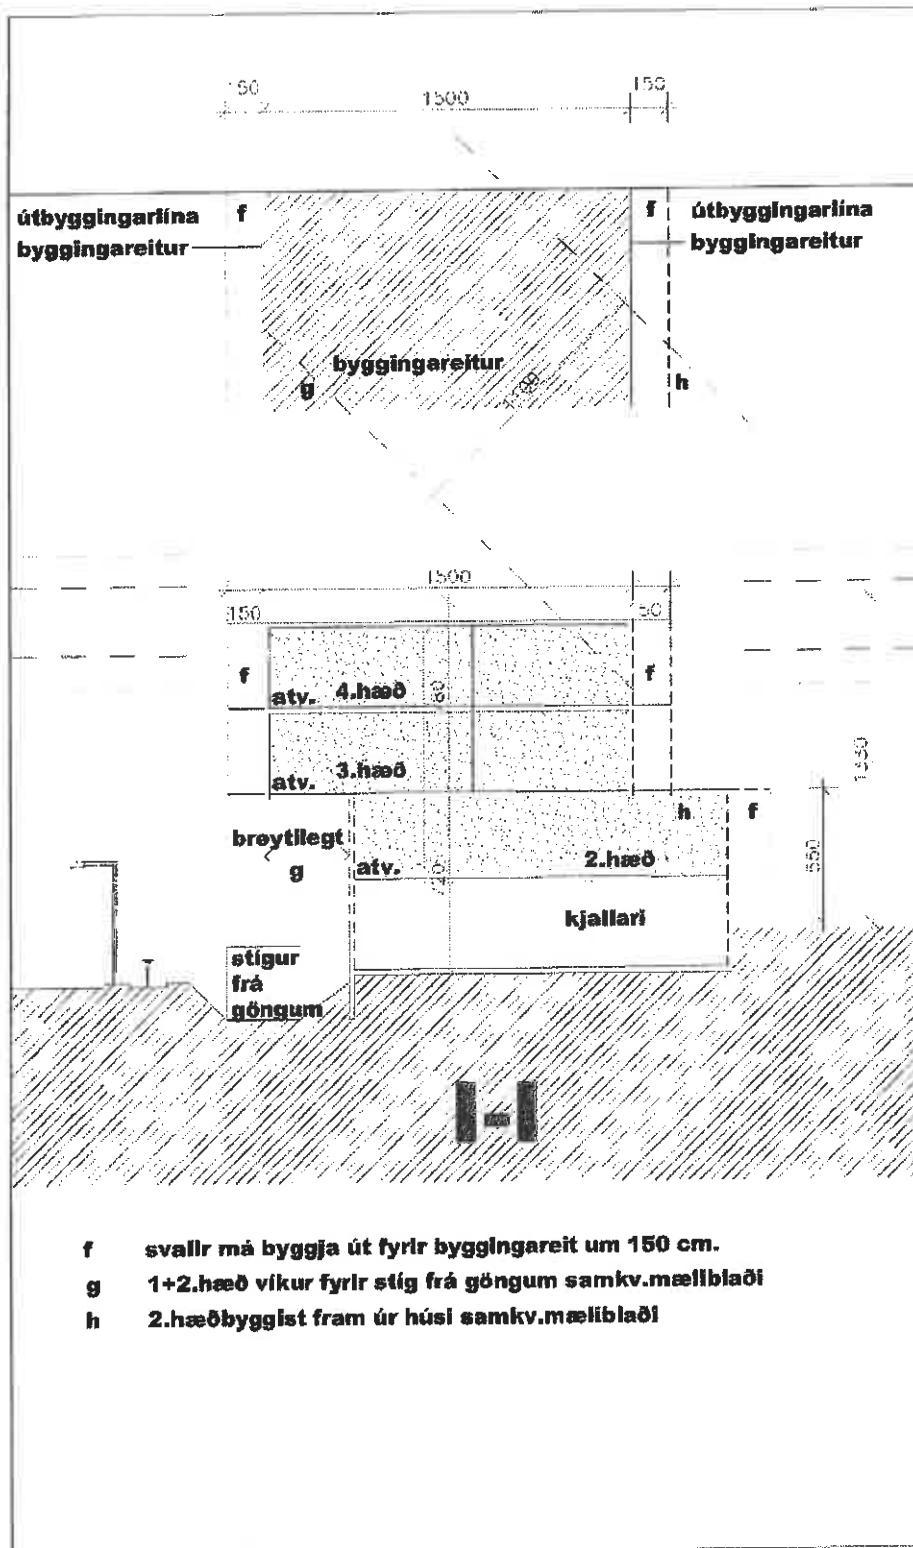 150
1500
150
útbyggingarlína
f
byggingareitur
f
útbyggingarlína
byggingareitur
byggingareitur
g
1100
h
1500
150
f
atv.
4.hæð
f
atv.
3.hæð
h
f
breytilegt
g
atv.
2.hæð
550
kjallari
stígur
frá
göngum
H
f svalir má byggja út fyrir byggingareit um 150 cm.
g 1+2.hæð víkur fyrir stíg frá göngum samkv.mæliblaði
h 2.hæðbyggist fram úr húsi samkv.mæliblaði